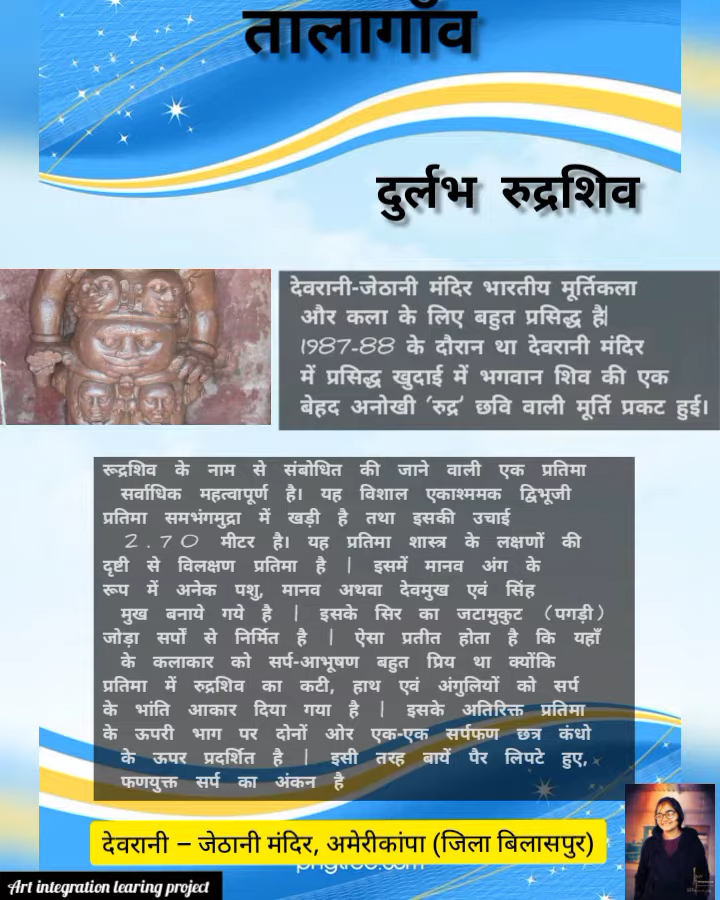 तालागाँव
दुर्लभ रुद्रशिव
देवरानी-जेठानी मंदिर भारतीय मूर्तिकला
और कला के लिए बहुत प्रसिद्ध है|
1987-88 के दौरान था देवरानी मंदिर
में प्रसिद्ध खुदाई में भगवान शिव की एक
बेहद अनोखी ‘रुद्र’ छवि वाली मूर्ति प्रकट हुई।
रूद्रशिव के नाम से संबोधित की जाने वाली एक प्रतिमा
सर्वाधिक महत्वापूर्ण है। यह विशाल एकाश्ममक द्विभूजी
प्रतिमा समभंगमुद्रा में खड़ी है तथा इसकी उचाई
2.70 मीटर है। यह प्रतिमा शास्त्र के लक्षणों की
दृष्टी से विलक्षण प्रतिमा है | इसमें मानव अंग के
रूप में अनेक पशु, मानव अथवा देवमुख एवं सिंह
मुख बनाये गये है | इसके सिर का जटामुकुट (पगड़ी)
जोड़ा सर्पों से निर्मित है | ऐसा प्रतीत होता है कि यहाँ
के कलाकार को सर्प-आभूषण बहुत प्रिय था क्योंकि
प्रतिमा में रुद्रशिव का कटी, हाथ एवं अंगुलियों को सर्प
के भांति आकार दिया गया है | इसके अतिरिक्त प्रतिमा
के ऊपरी भाग पर दोनों ओर एक-एक सर्पफण छत्र कंधो
के ऊपर प्रदर्शित है | इसी तरह बायें पैर लिपटे हुए,
फणयुक्त सर्प का अंकन है
देवरानी – जेठानी मंदिर, अमेरीकांपा (जिला बिलासपुर)
Art integration learing project